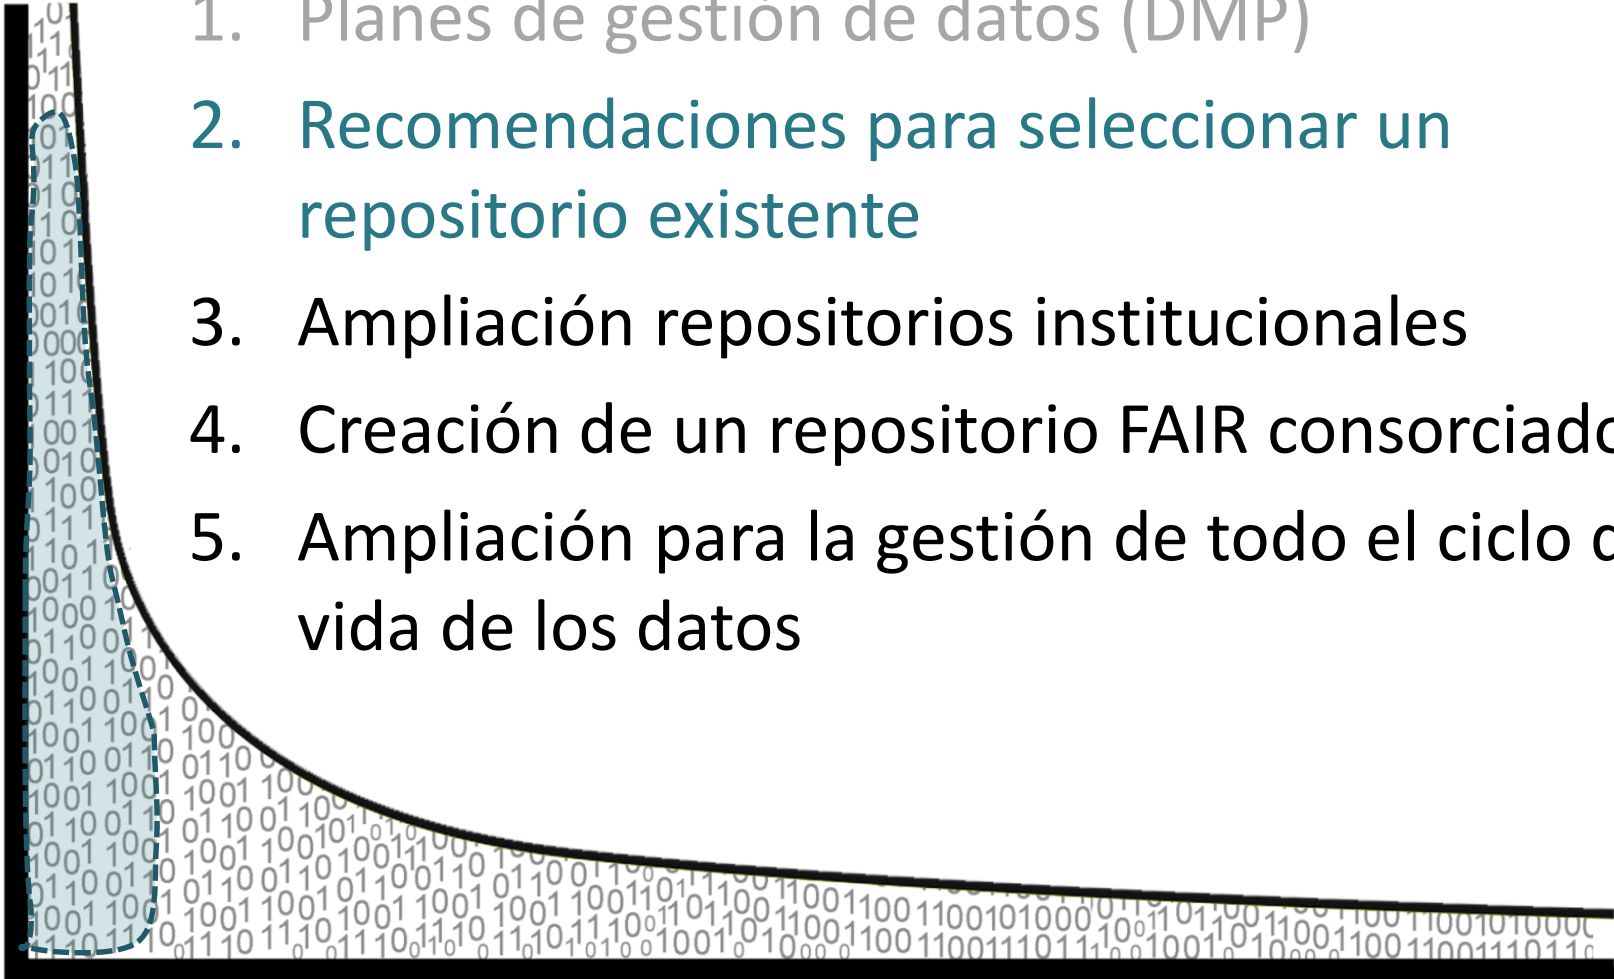 1. Planes de gestión de datos (DMP)
2. Recomendaciones para seleccionar un
repositorio existente
3. Ampliación repositorios institucionales
4. Creación de un repositorio FAIR consorciado
5. Ampliación para la gestión de todo el ciclo d
vida de los datos